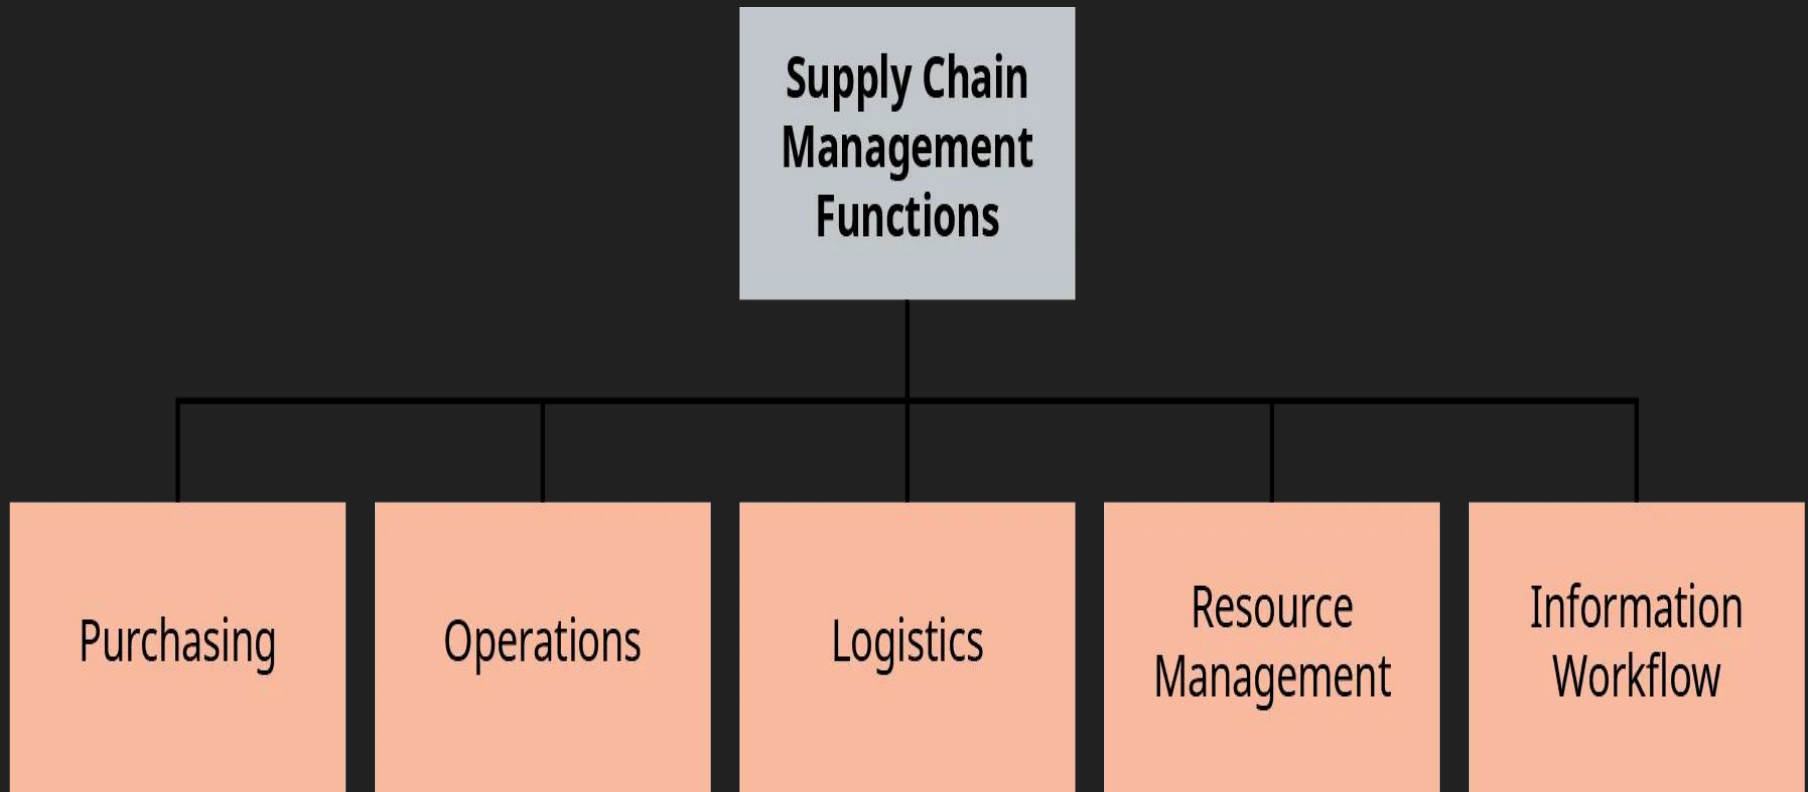 Supply Chain
Management
Functions
Purchasing
Operations
Logistics
Resource
Management
Information
Workflow